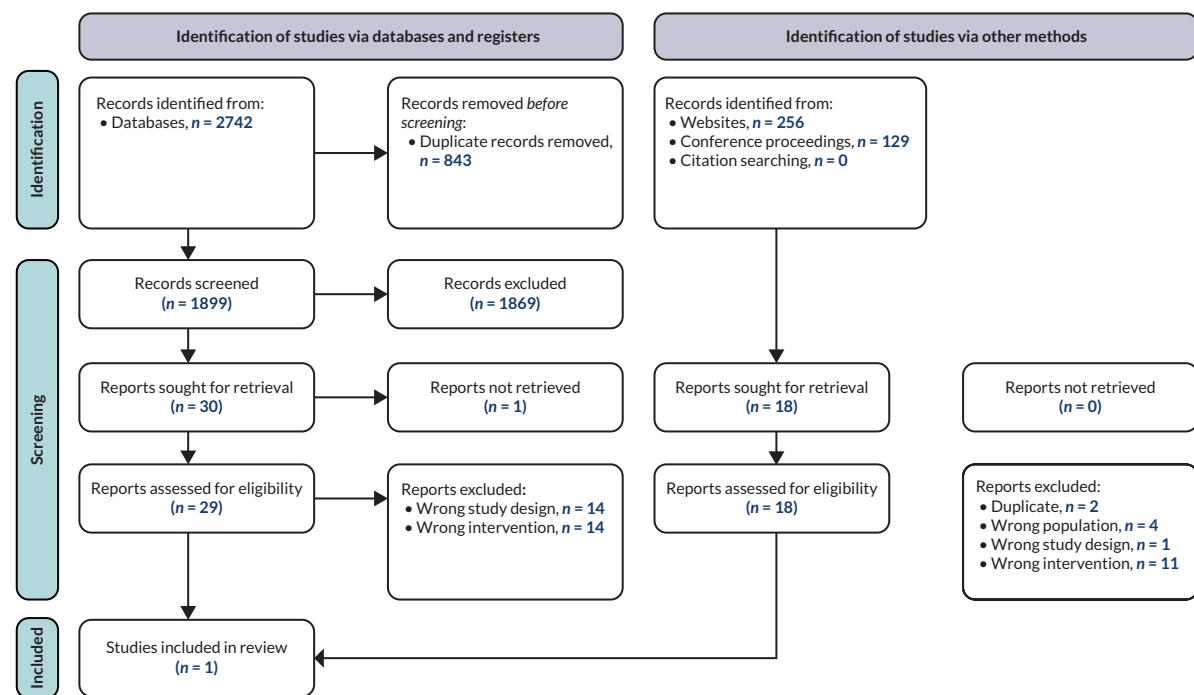 Identification of studies via databases and registers
Identification of studies via other methods
Identification
Records identified from:
• Databases, n = 2742
Records removed before
screening:
• Duplicate records removed,
n = 843
Records identified from:
• Websites, n = 256
• Conference proceedings, n = 129
• Citation searching, n = 0
Screening
Records screened
(n = 1899)
Records excluded
(n = 1869)
Reports sought for retrieval
(n = 30)
Reports not retrieved
(n = 1)
Reports sought for retrieval
(n = 18)
Reports not retrieved
(n = 0)
Reports assessed for eligibility
(n = 29)
Reports excluded:
• Wrong study design, n = 14
• Wrong intervention, n = 14
Reports assessed for eligibility
(n = 18)
Reports excluded:
• Duplicate, n = 2
• Wrong population, n = 4
• Wrong study design, n = 1
• Wrong intervention, n = 11
Included
Studies included in review
(n = 1)